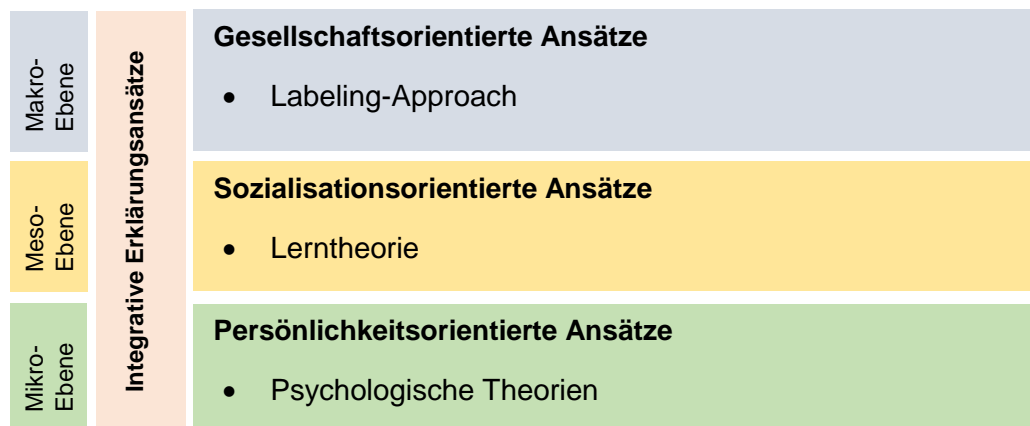 Makro-
Ebene
Meso-
Ebene
Mikro-
Ebene
Integrative Erklärungsansätze
Gesellschaftsorientierte Ansätze
• Labeling-Approach
Sozialisationsorientierte Ansätze
• Lerntheorie
Persönlichkeitsorientierte Ansätze
• Psychologische Theorien